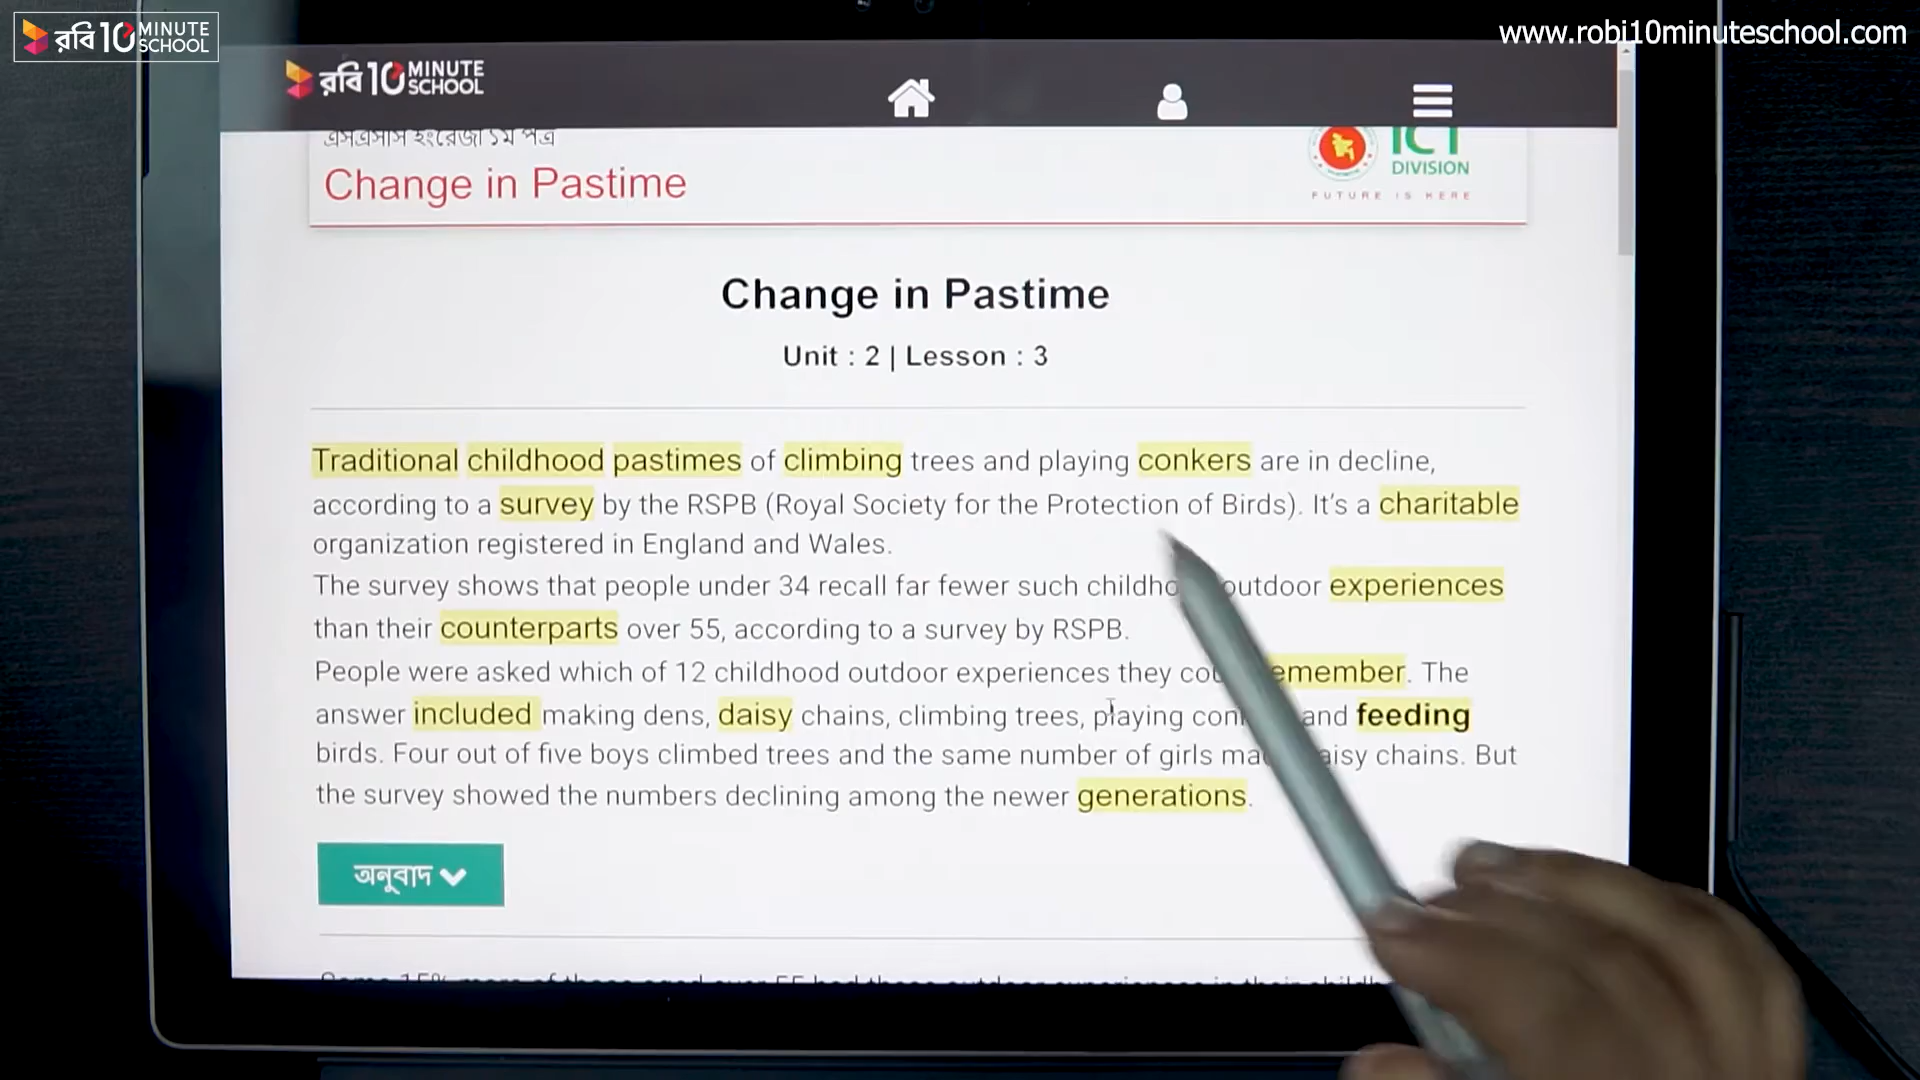 রবি 10 MINUTE SCHOOL
www.robi10minuteschool.com
রবি 10 MINUTE SCHOOL
এসএসসি ইংরেজী ১ম পত্র
Change in Pastime
ICT
DIVISION
FUTURE IS HERE
Change in Pastime
Unit : 2 | Lesson : 3
Traditional childhood pastimes of climbing trees and playing conkers are in decline,
according to a survey by the RSPB (Royal Society for the Protection of Birds). It's a charitable
organization registered in England and Wales.
The survey shows that people under 34 recall far fewer such outdoor experiences
than their counterparts over 55, according to a survey by RSPB.
People were asked which of 12 childhood outdoor experiences they The
answer included making dens, daisy chains, climbing trees, playing and feeding
birds. Four out of five boys climbed trees and the same number of girls chains. But
the survey showed the numbers declining among the newer generations.
অনুবাদ